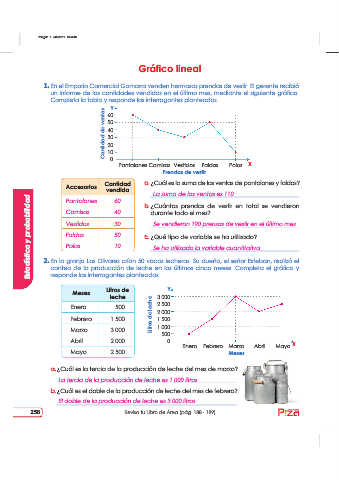 Gráfico lineal
1. En el Emporio Comercial Gamarra venden hermosas prendas de vestir. El gerente recibió
un informe de las cantidades vendidas en el último mes, mediante el siguiente gráfico.
Completa la tabla y responde las interrogantes planteadas.
Y
Cantidad de ventas
60
50
40
30
20
10
0
Pantalones Camisas Vestidos Faldas Polos X
Prendas de vestir
Accesorios Cantidad vendida
Pantalones 60
Camisas 40
Vestidos 30
Faldas 50
Polos 10
a. ¿Cuál es la suma de las ventas de pantalones y faldas?
La suma de las ventas es 110
b. ¿Cuántas prendas de vestir en total se vendieron
durante todo el mes?
Se vendieron 190 prensas de vestir en el último mes
c. ¿Qué tipo de variable se ha utilizado?
Se ha utilizado la variable cuantitativa
Estadística y probabilidad
2. En la granja Los Olivares crían 50 vacas lecheras. Su dueño, el señor Esteban, realizó el
conteo de la producción de leche en los últimos cinco meses. Completa el gráfico y
responde las interrogantes planteadas.
Meses Litros de leche
Enero 500
Febrero 1 500
Marzo 3 000
Abril 2 000
Mayo 2 500
Y
Litros de leche
3 000
2 500
2 000
1 500
1 000
500
0
Enero Febrero Marzo Abril Mayo X
Meses
a. ¿Cuál es la tercia de la producción de leche del mes de marzo?
La tercia de la producción de leche es 1 000 litros
b. ¿Cuál es el doble de la producción de leche del mes de febrero?
El doble de la producción de leche es 3 000 litros
258
Revisa tu Libro de Área (pág. 188 - 189)